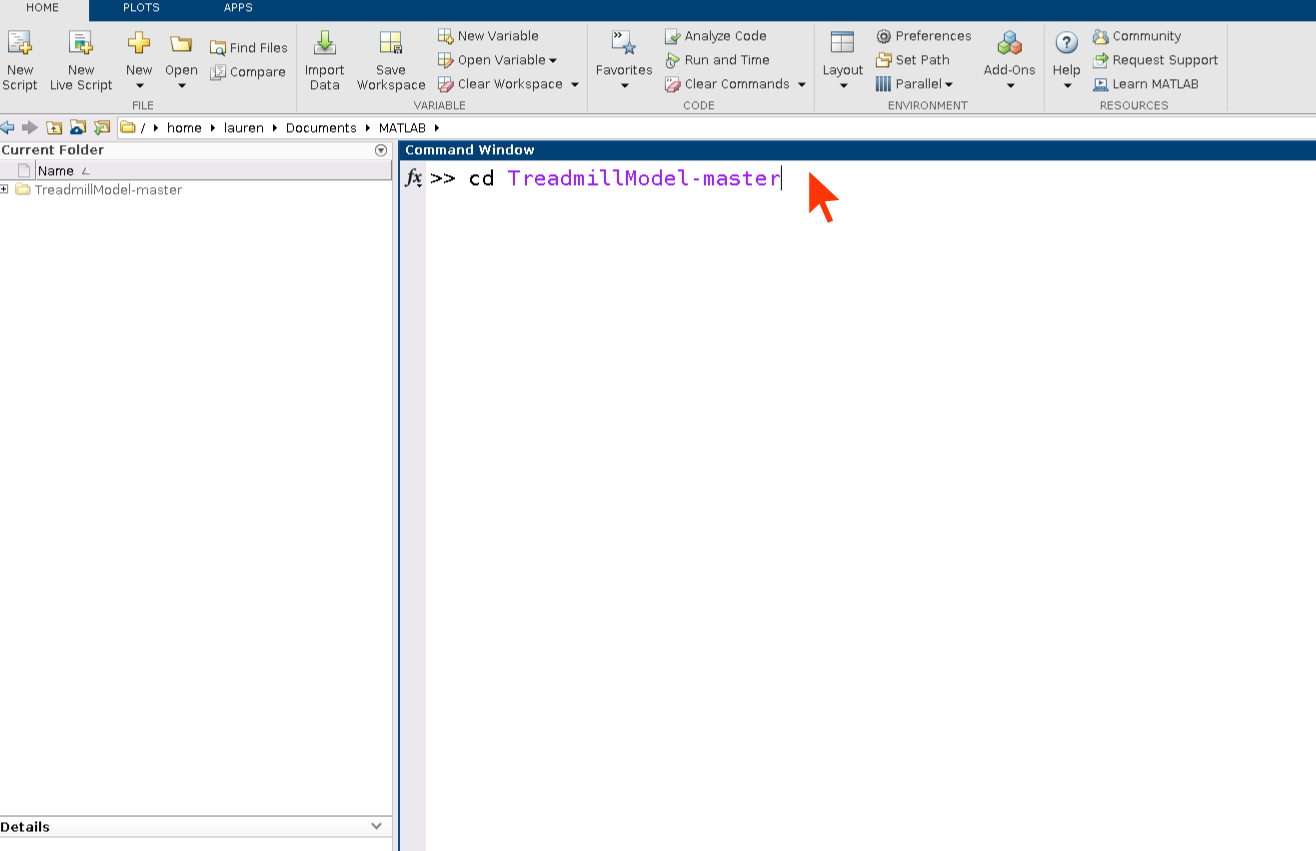 HOME PLOTS APPS
New Script
New Live Script
New
Open
Find Files
Compare
FILE
Import Data
Save Workspace
New Variable
Open Variable
Clear Workspace
VARIABLE
Favorites
Analyze Code
Run and Time
Clear Commands
CODE
Layout
Preferences
Set Path
Parallel
Add-Ons
ENVIRONMENT
Help
Community
Request Support
Learn MATLAB
RESOURCES
/ home lauren Documents MATLAB
Current Folder
Name
TreadmillModel-master
Details
Command Window
fx >> cd TreadmillModel-master